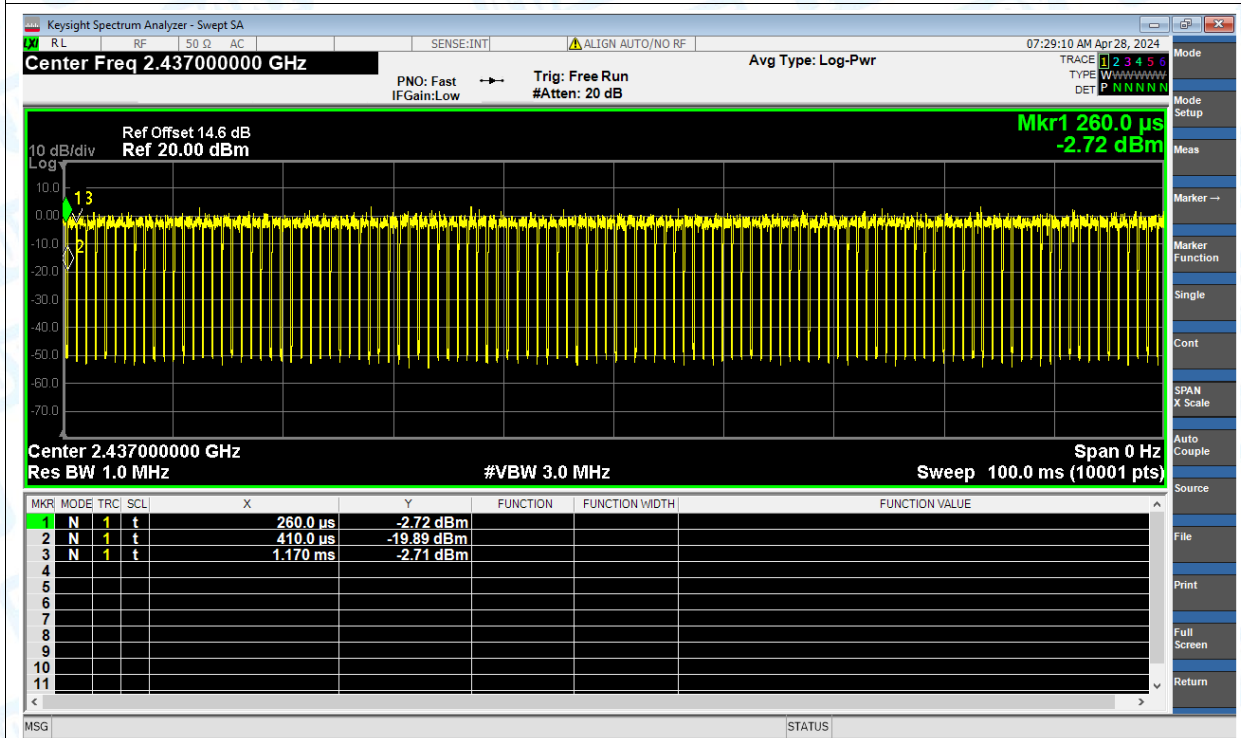 Keysight Spectrum Analyzer - Swept SA
LXI RL RF 50 Ω AC SENSE:INT ALIGN AUTO/NO RF 07:29:10 AM Apr 28, 2024
Center Freq 2.437000000 GHz
PNO: Fast
IFGain:Low
Trig: Free Run
#Atten: 20 dB
Avg Type: Log-Pwr
TRACE 1 2 3 4 5 6
TYPE WWWWWW
DET P N N N N N
Mkr1 260.0 µs
-2.72 dBm
Ref Offset 14.6 dB
10 dB/div Ref 20.00 dBm
Log
10.0
0.00
-10.0
-20.0
-30.0
-40.0
-50.0
-60.0
-70.0
1 3
2
Center 2.437000000 GHz Span 0 Hz
Res BW 1.0 MHz #VBW 3.0 MHz Sweep 100.0 ms (10001 pts)
MKR MODE TRC SCL X Y FUNCTION FUNCTION WIDTH FUNCTION VALUE
1 N 1 t 260.0 µs -2.72 dBm
2 N 1 t 410.0 µs -19.89 dBm
3 N 1 t 1.170 ms -2.71 dBm
4
5
6
7
8
9
10
11
MSG STATUS
Mode
Mode
Setup
Meas
Marker →
Marker
Function
Single
Cont
SPAN
X Scale
Auto
Couple
Source
File
Print
Full
Screen
Return